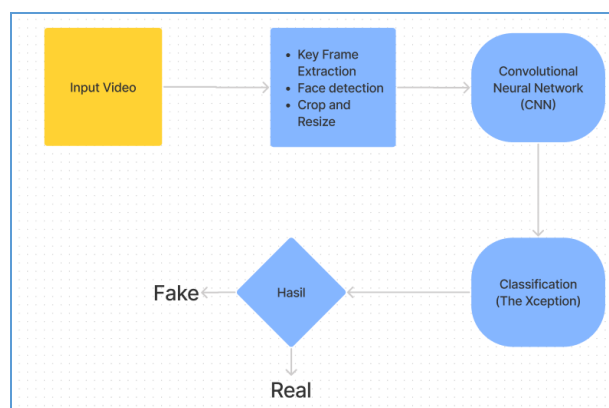 Input Video
• Key Frame
Extraction
• Face detection
• Crop and
Resize
Convolutional
Neural Network
(CNN)
Classification
(The Xception)
Hasil
Fake
Real